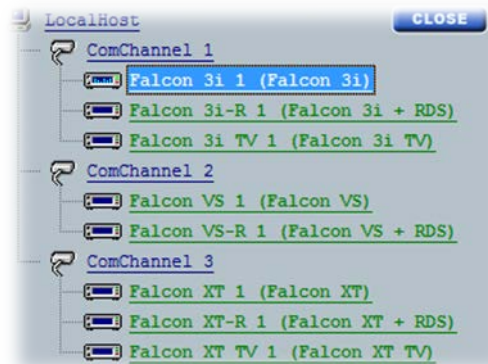 LocalHost
CLOSE
ComChannel 1
Falcon 3i 1 (Falcon 3i)
Falcon 3i-R 1 (Falcon 3i + RDS)
Falcon 3i TV 1 (Falcon 3i TV)
ComChannel 2
Falcon VS 1 (Falcon VS)
Falcon VS-R 1 (Falcon VS + RDS)
ComChannel 3
Falcon XT 1 (Falcon XT)
Falcon XT-R 1 (Falcon XT + RDS)
Falcon XT TV 1 (Falcon XT TV)